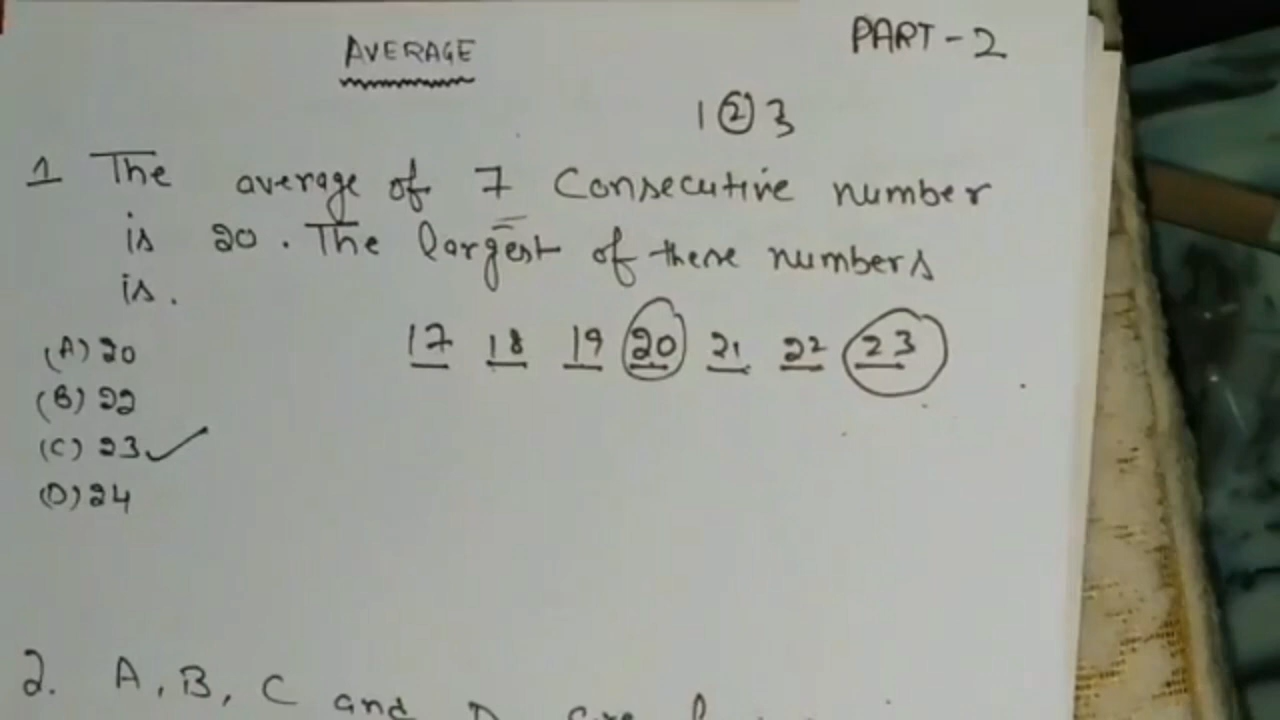 AVERAGE
PART-2
1 2 3
1 The average of 7 Consecutive number
is 20. The largest of these numbers
is.
17 18 19 20 21 22 23
(A) 20
(B) 22
(C) 23 ✓
(D) 24
2. A, B, C and D are